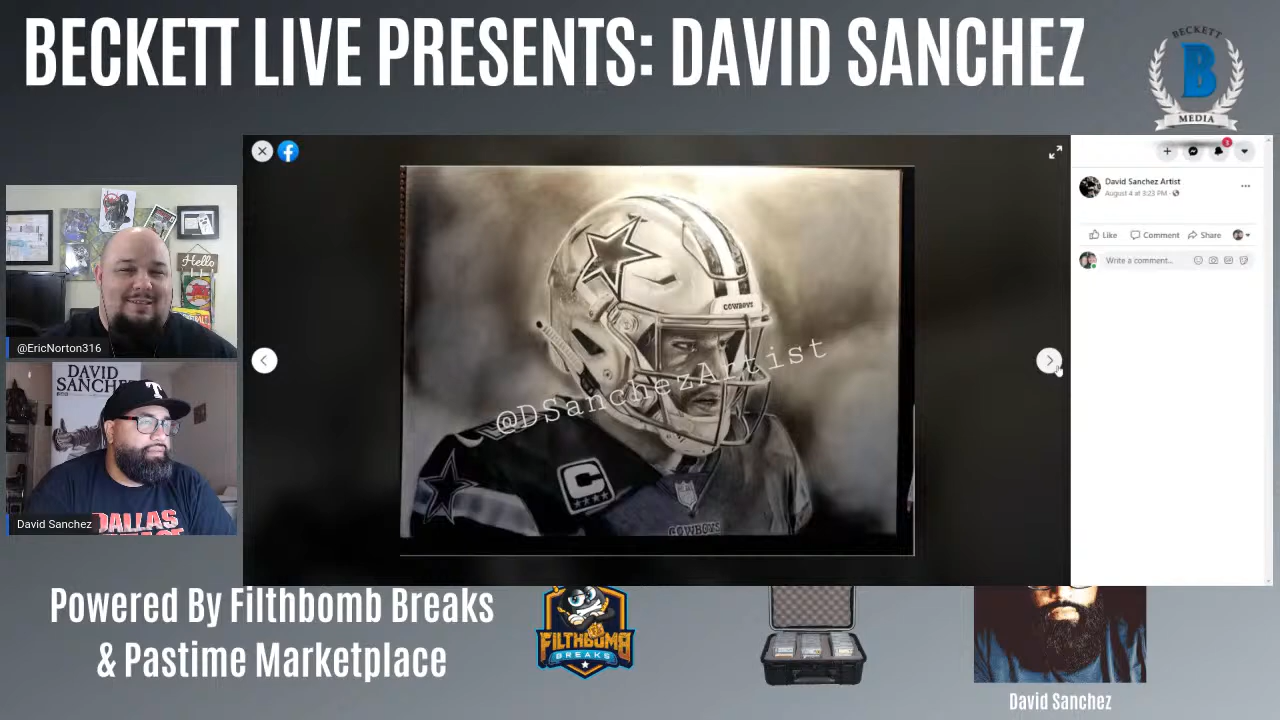 BECKETT LIVE PRESENTS: DAVID SANCHEZ
BECKETT
B
MEDIA
David Sanchez Artist
August 4 at 3:23 PM
Like
Comment
Share
Write a comment...
Hello
@EricNorton316
DAVID
David Sanchez
DALLAS
COWBOYS
@DSanchezArtist
C
NFL
COWBOYS
T
Powered By Filthbomb Breaks
& Pastime Marketplace
FILTHBOMB
BREAKS
David Sanchez